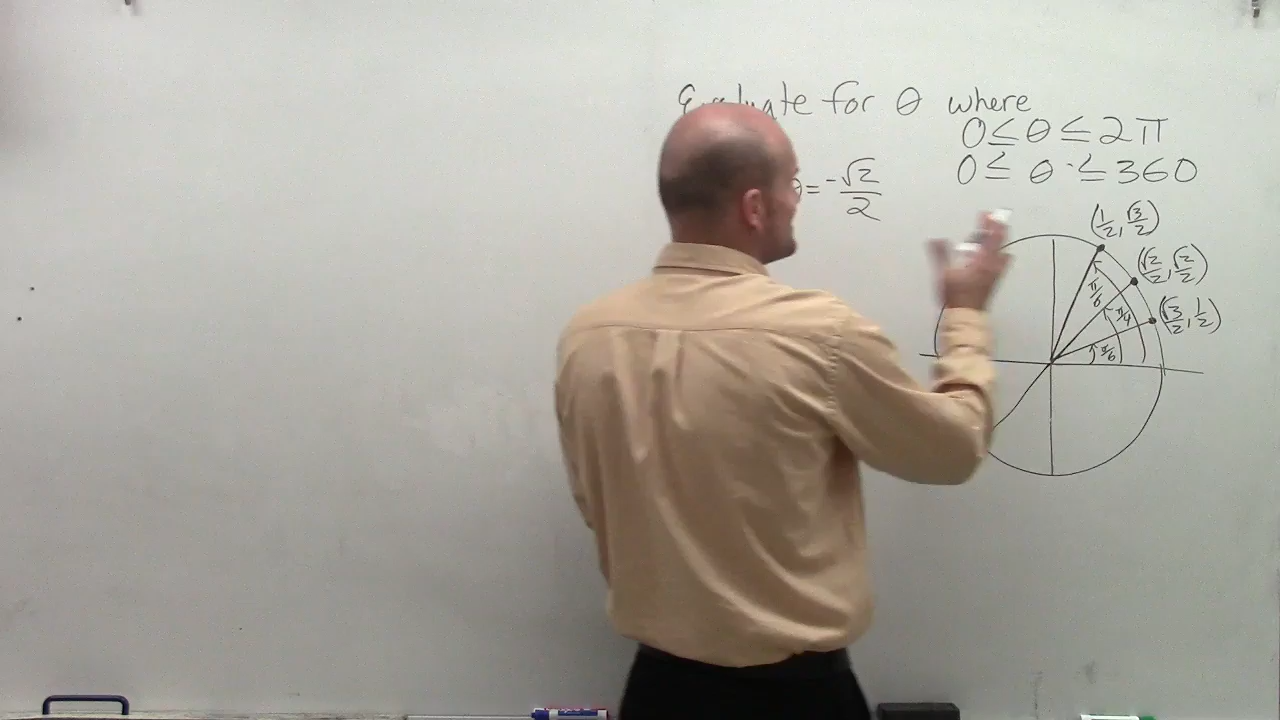 Evaluate for θ where
0 ≤ θ ≤ 2π
0 ≤ θ ≤ 360
θ = -√2/2
(1/2, √3/2)
(√2/2, √2/2)
(√3/2, 1/2)
π/6
π/4
π/6